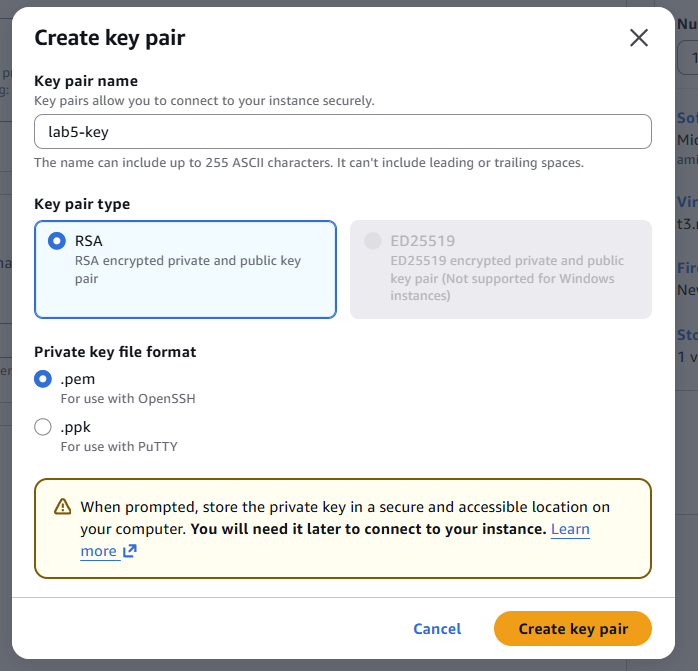 Create key pair
Key pair name
Key pairs allow you to connect to your instance securely.
lab5-key
The name can include up to 255 ASCII characters. It can't include leading or trailing spaces.
Key pair type
RSA
RSA encrypted private and public key
pair
ED25519
ED25519 encrypted private and public
key pair (Not supported for Windows
instances)
Private key file format
.pem
For use with OpenSSH
.ppk
For use with PuTTY
When prompted, store the private key in a secure and accessible location on
your computer. You will need it later to connect to your instance. Learn
more
Cancel
Create key pair
1 v